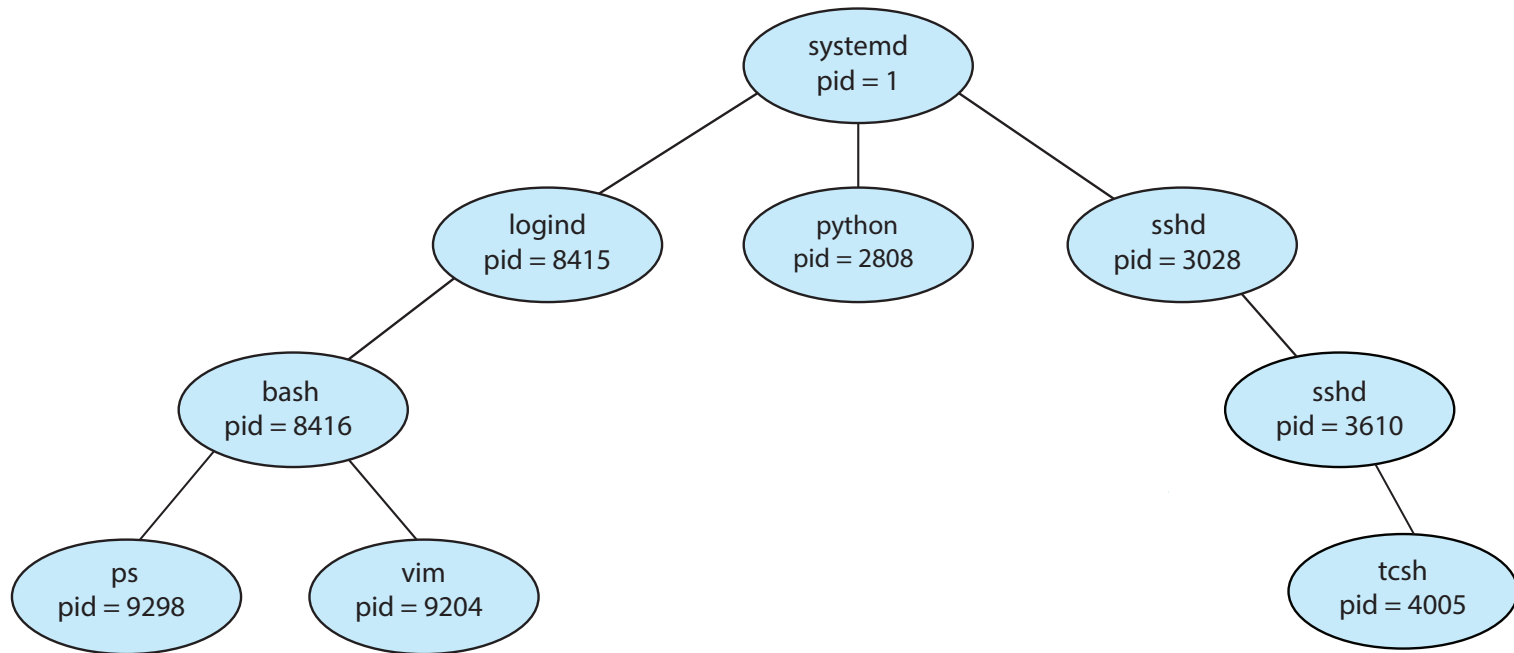 systemd
pid = 1
logind
pid = 8415
python
pid = 2808
sshd
pid = 3028
bash
pid = 8416
sshd
pid = 3610
ps
pid = 9298
vim
pid = 9204
tcsh
pid = 4005